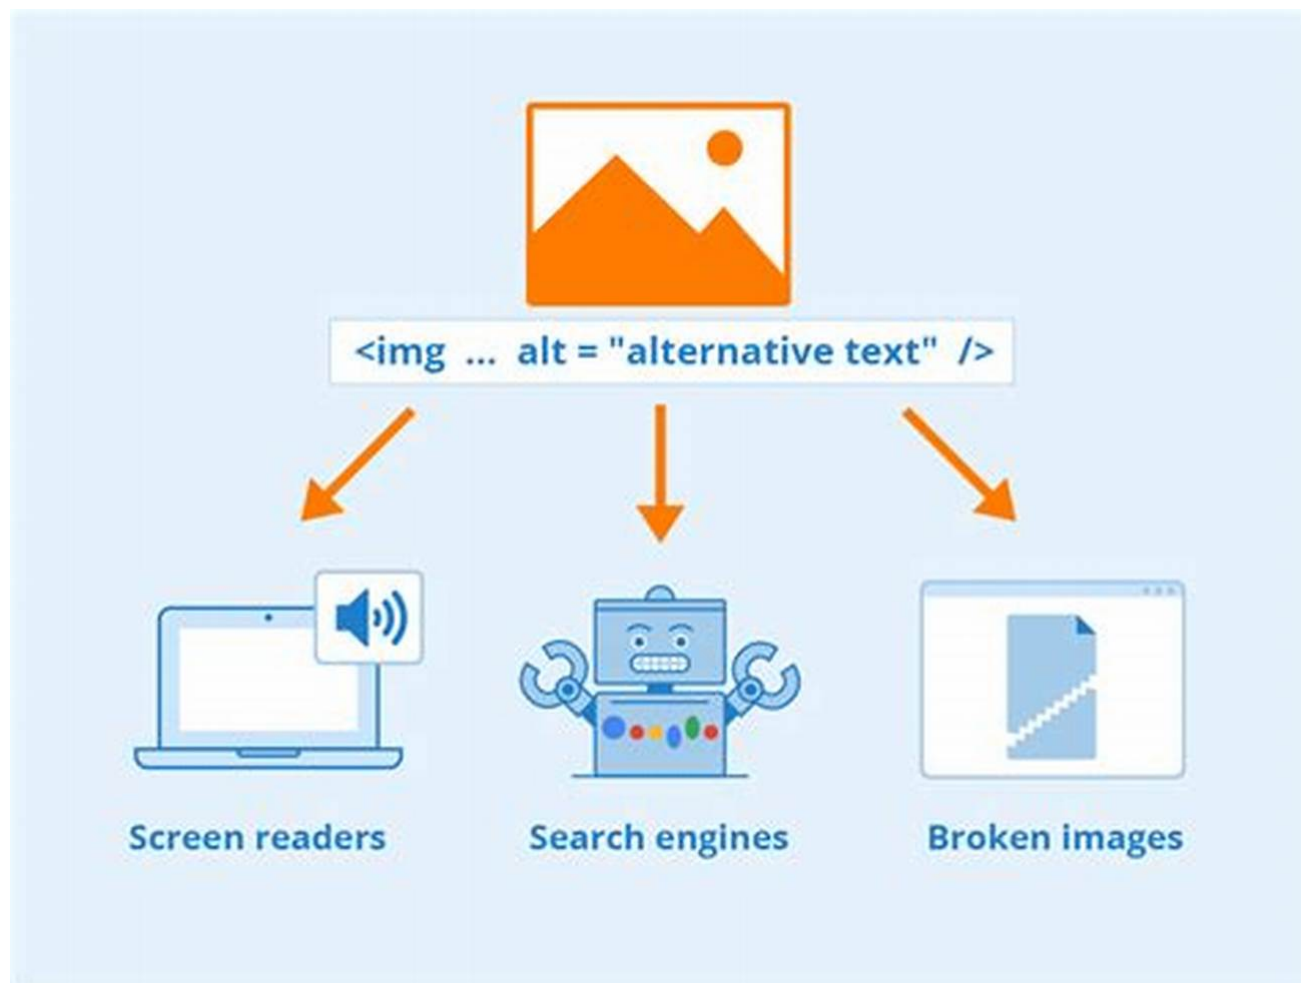 <img ... alt = "alternative text" />
Screen readers
Search engines
Broken images